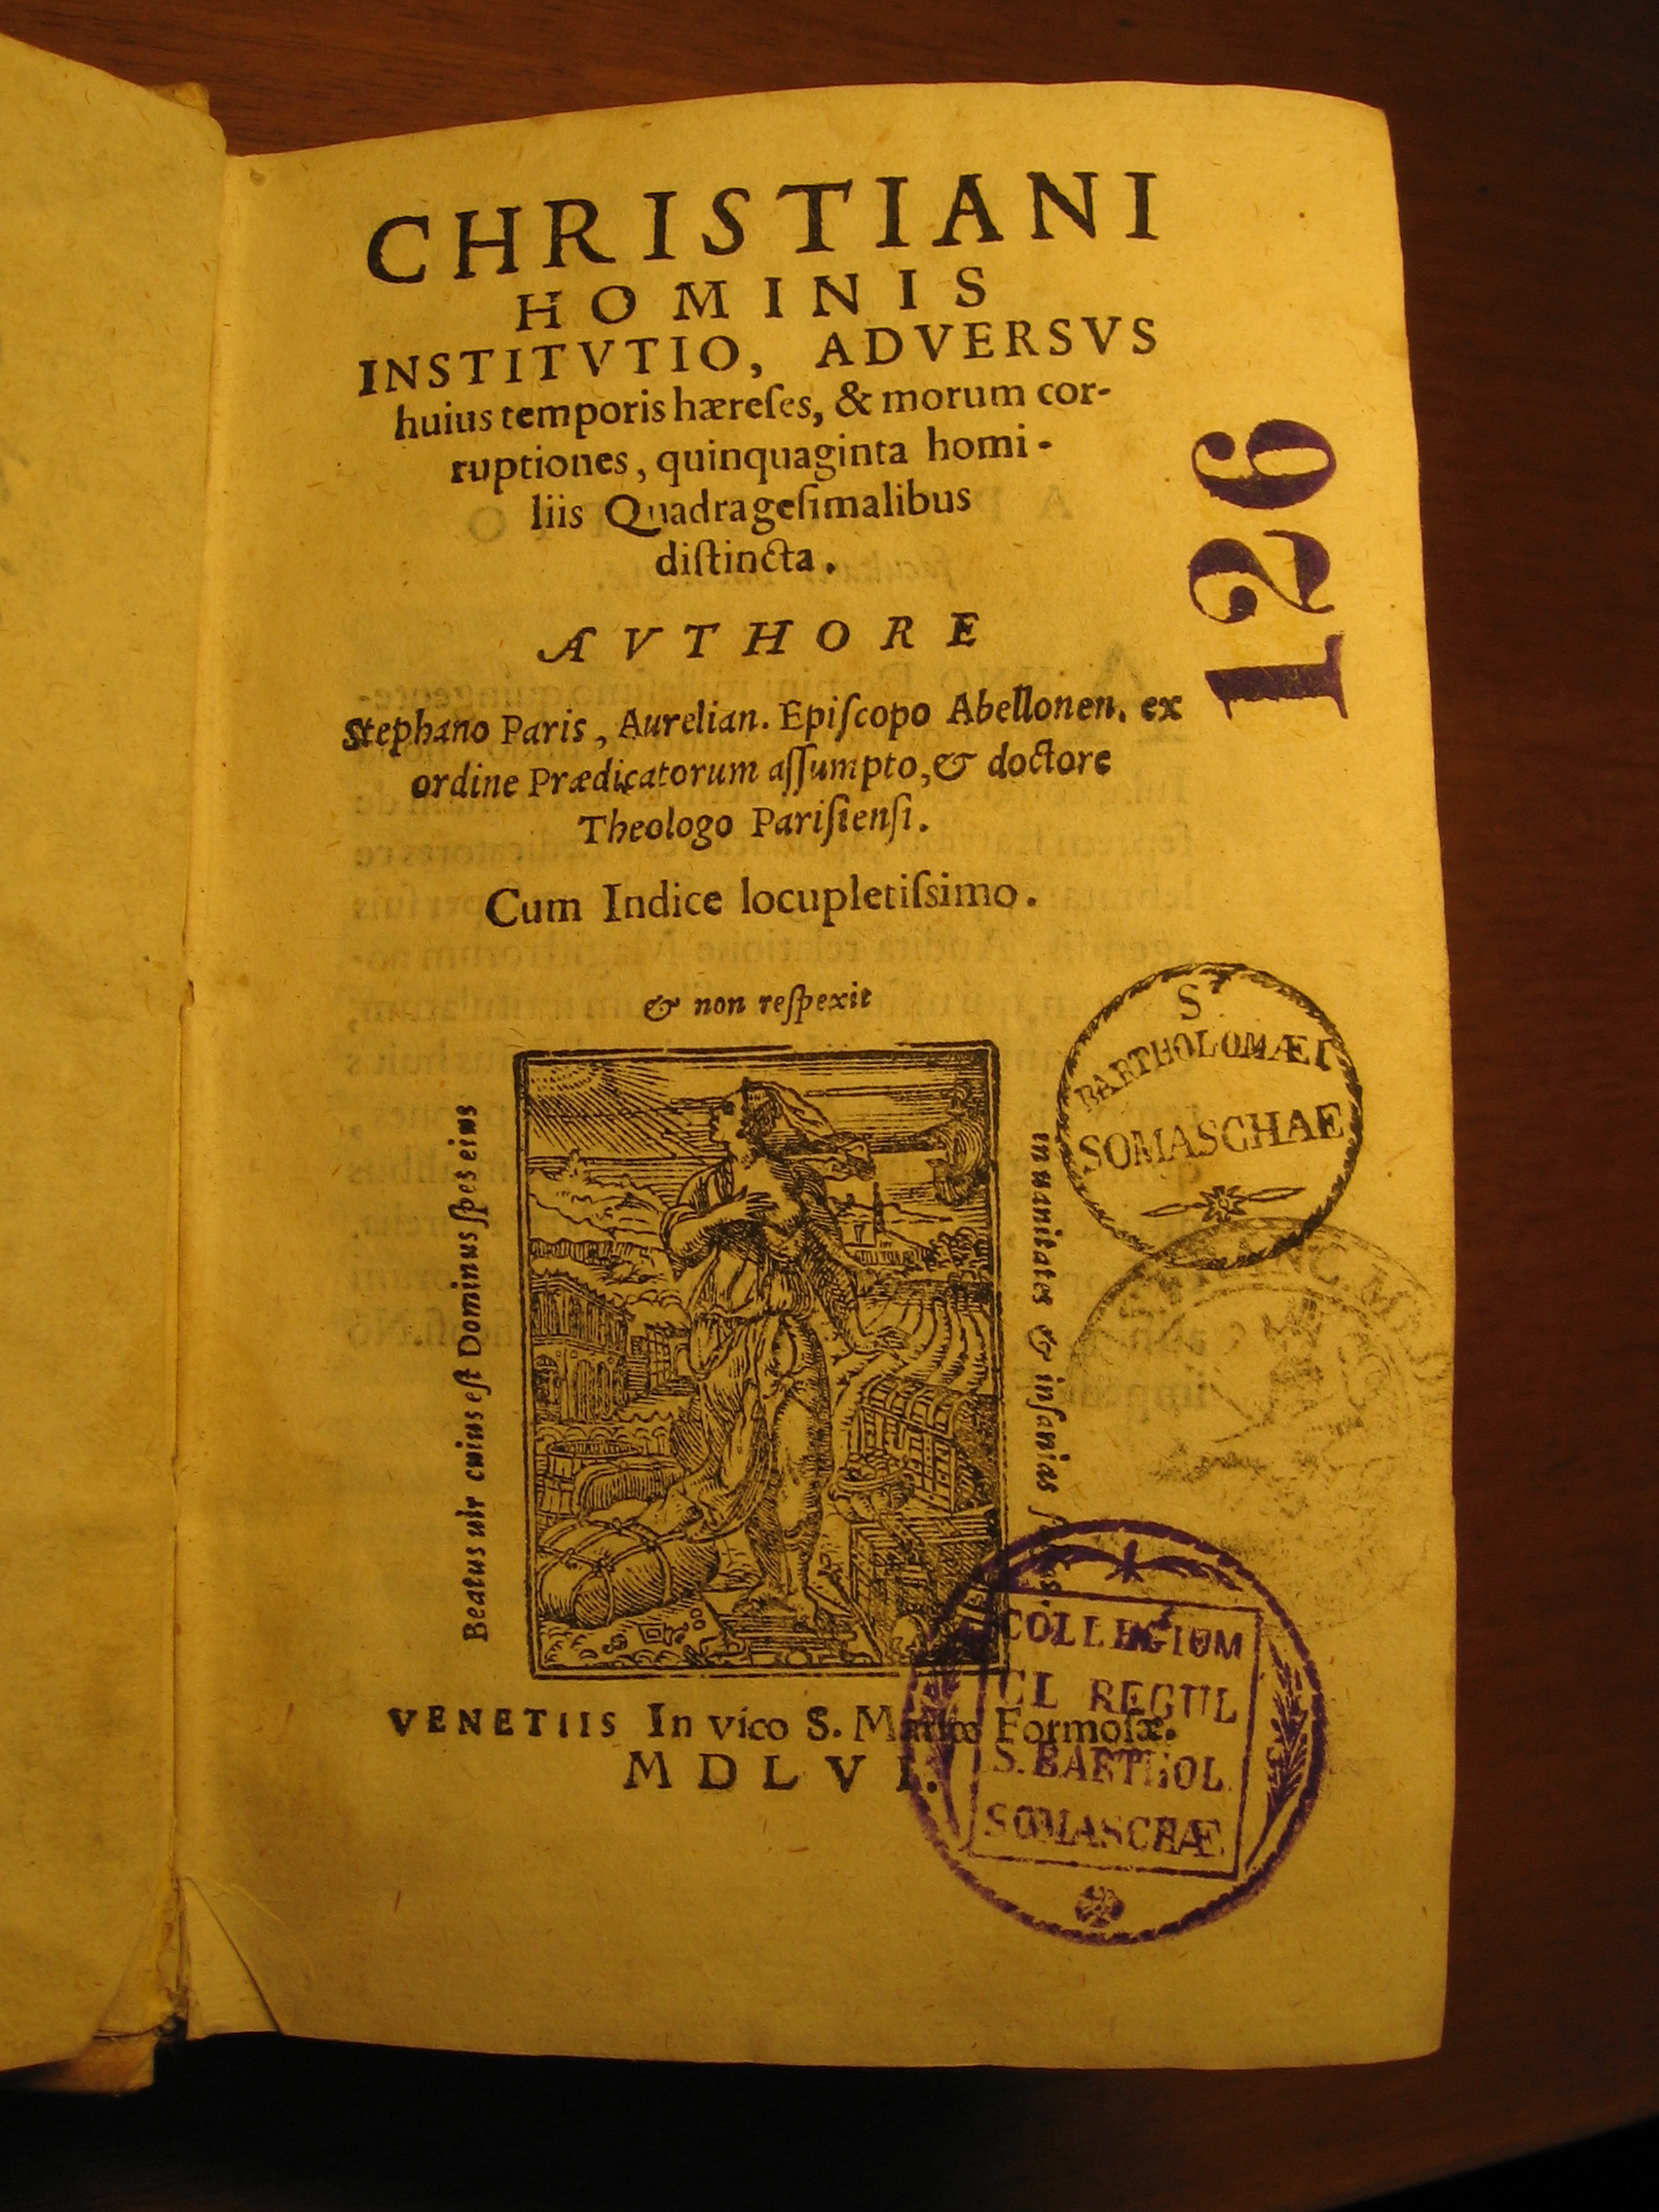 CHRISTIANI
HOMINIS
INSTITVTIO, ADVERSVS
huius temporis hæreſes, & morum cor-
ruptiones, quinquaginta homi-
liis Quadrageſimalibus
diſtincta.
AVTHORE
Stephano Paris, Aurelian. Epiſcopo Abellonen. ex
ordine Prædicatorum aſſumpto, & doctore
Theologo Pariſienſi.
Cum Indice locupletiſsimo.
126
& non reſpexit
Beatus uir cuius eſt Dominus ſpes eius
in uanitates & inſanias
S.T
BARTHOLOMÆI
SOMASCHAE
COLLEGIUM
CL REGUL
S. BARTHOL
SOMASCHÆ
VENETIIS In vico S. Mariæ Formoſæ.
MDLVI.